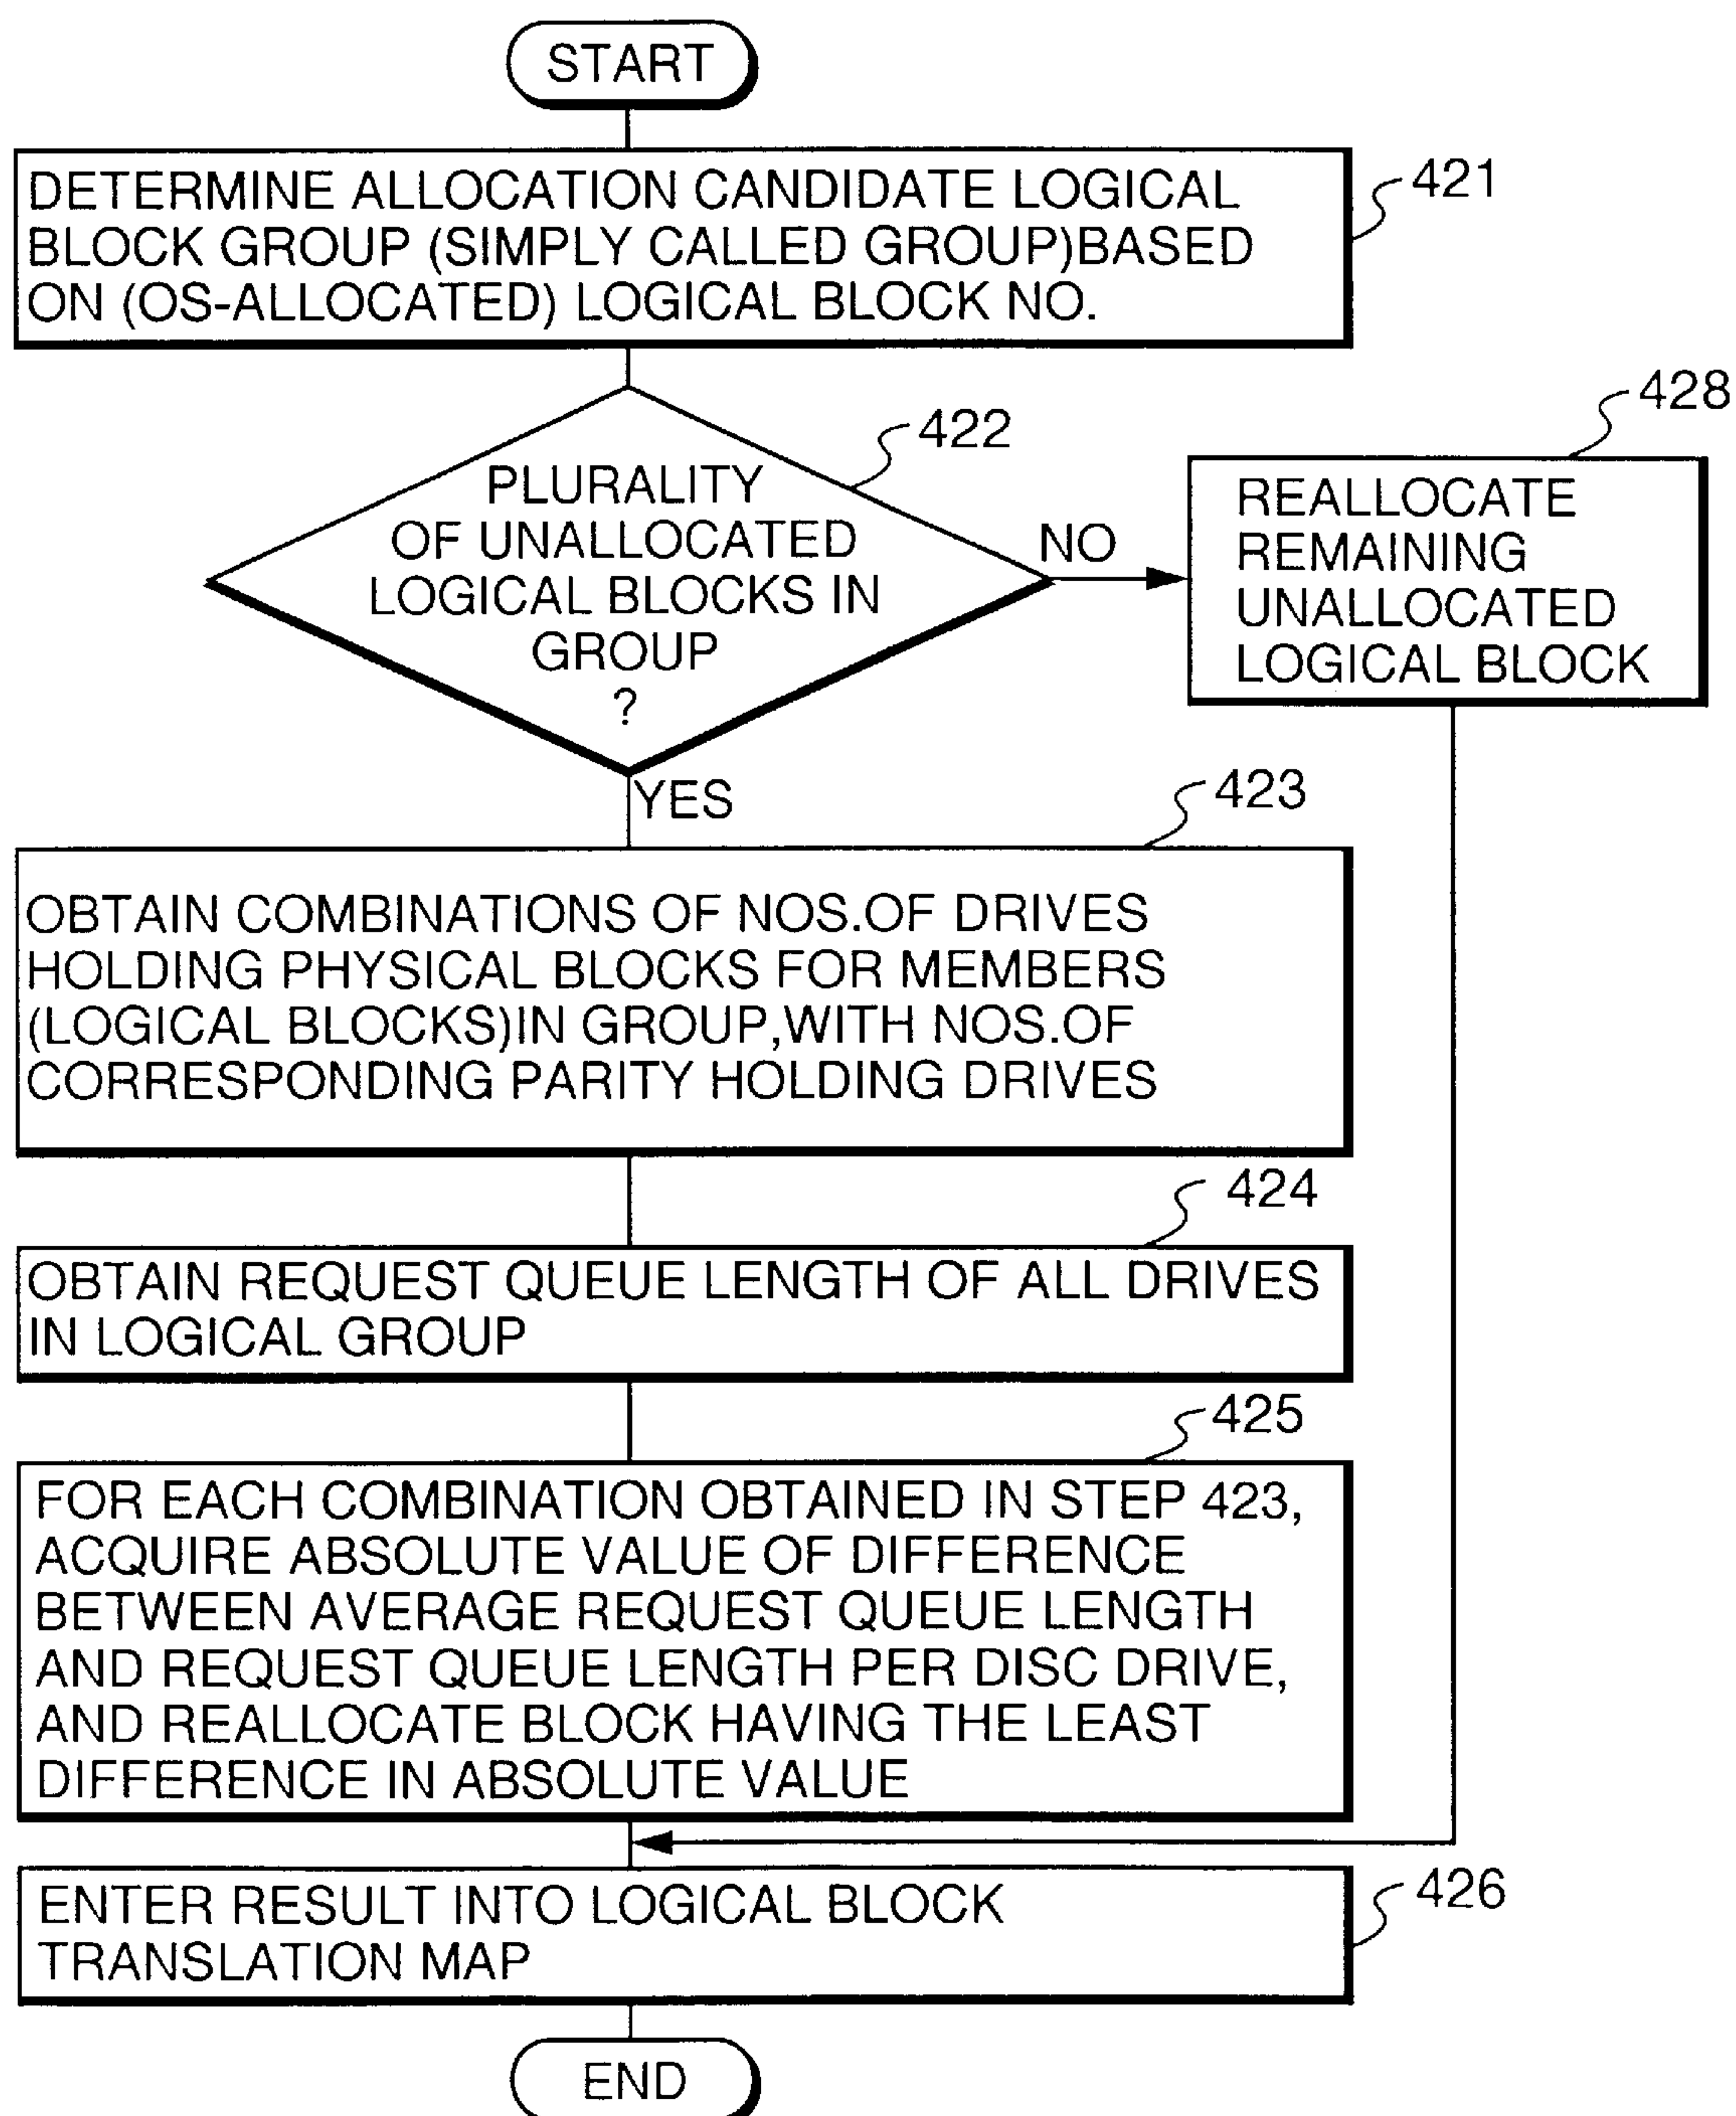 START
DETERMINE ALLOCATION CANDIDATE LOGICAL
BLOCK GROUP (SIMPLY CALLED GROUP)BASED
ON (OS-ALLOCATED) LOGICAL BLOCK NO.
421
422
PLURALITY
OF UNALLOCATED
LOGICAL BLOCKS IN
GROUP
?
NO
YES
428
REALLOCATE
REMAINING
UNALLOCATED
LOGICAL BLOCK
423
OBTAIN COMBINATIONS OF NOS.OF DRIVES
HOLDING PHYSICAL BLOCKS FOR MEMBERS
(LOGICAL BLOCKS)IN GROUP,WITH NOS.OF
CORRESPONDING PARITY HOLDING DRIVES
424
OBTAIN REQUEST QUEUE LENGTH OF ALL DRIVES
IN LOGICAL GROUP
425
FOR EACH COMBINATION OBTAINED IN STEP 423,
ACQUIRE ABSOLUTE VALUE OF DIFFERENCE
BETWEEN AVERAGE REQUEST QUEUE LENGTH
AND REQUEST QUEUE LENGTH PER DISC DRIVE,
AND REALLOCATE BLOCK HAVING THE LEAST
DIFFERENCE IN ABSOLUTE VALUE
ENTER RESULT INTO LOGICAL BLOCK
TRANSLATION MAP
426
END